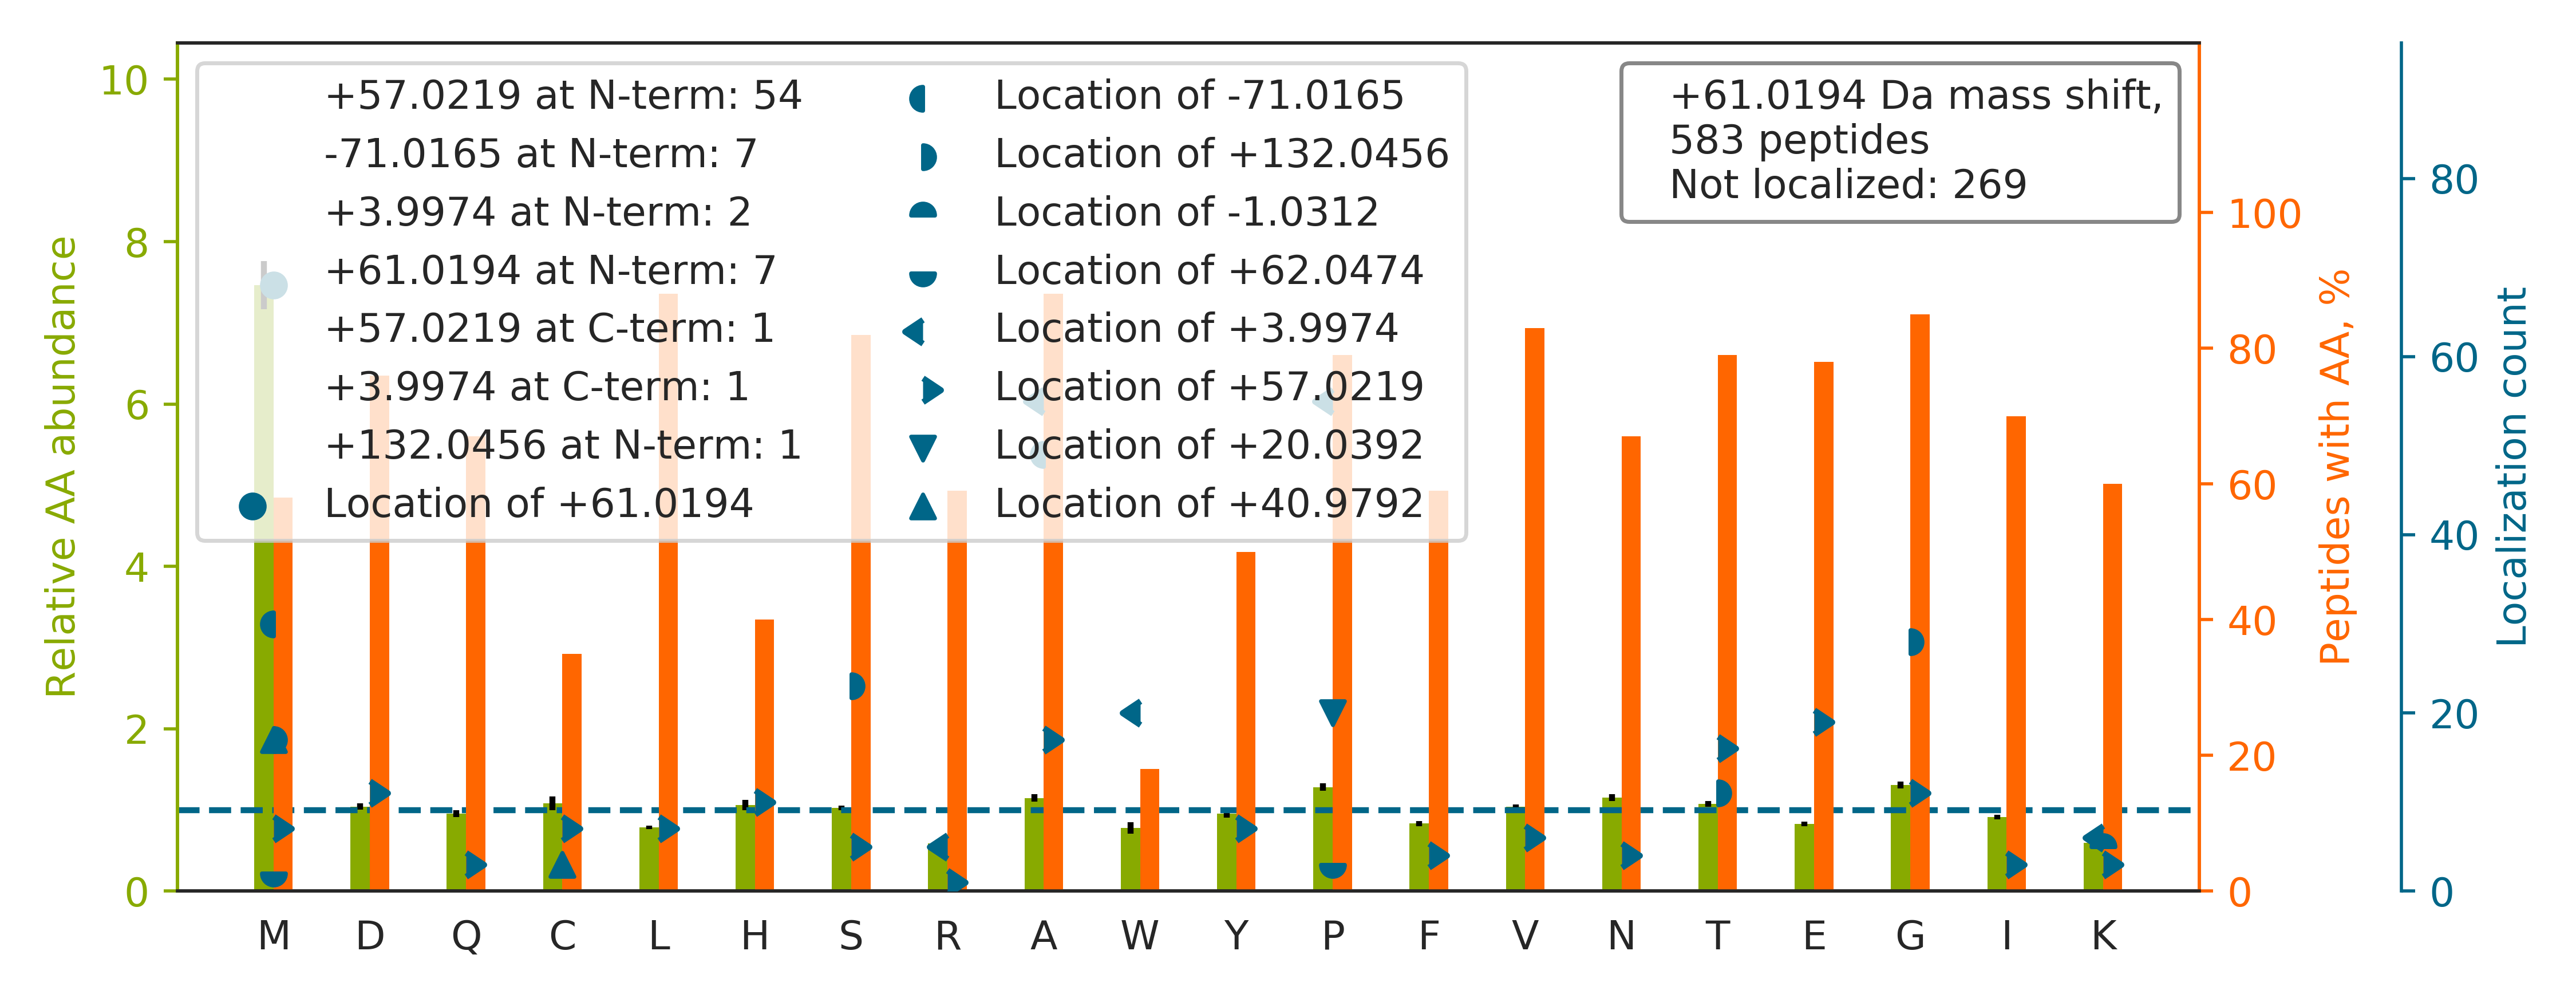 +57.0219 at N-term: 54
-71.0165 at N-term: 7
+3.9974 at N-term: 2
+61.0194 at N-term: 7
+57.0219 at C-term: 1
+3.9974 at C-term: 1
+132.0456 at N-term: 1
Location of +61.0194
Location of -71.0165
Location of +132.0456
Location of -1.0312
Location of +62.0474
Location of +3.9974
Location of +57.0219
Location of +20.0392
Location of +40.9792
+61.0194 Da mass shift,
583 peptides
Not localized: 269
Relative AA abundance
10
8
6
4
2
0
Peptides with AA, %
100
80
60
40
20
0
Localization count
80
60
40
20
0
M D Q C L H S R A W Y P F V N T E G I K